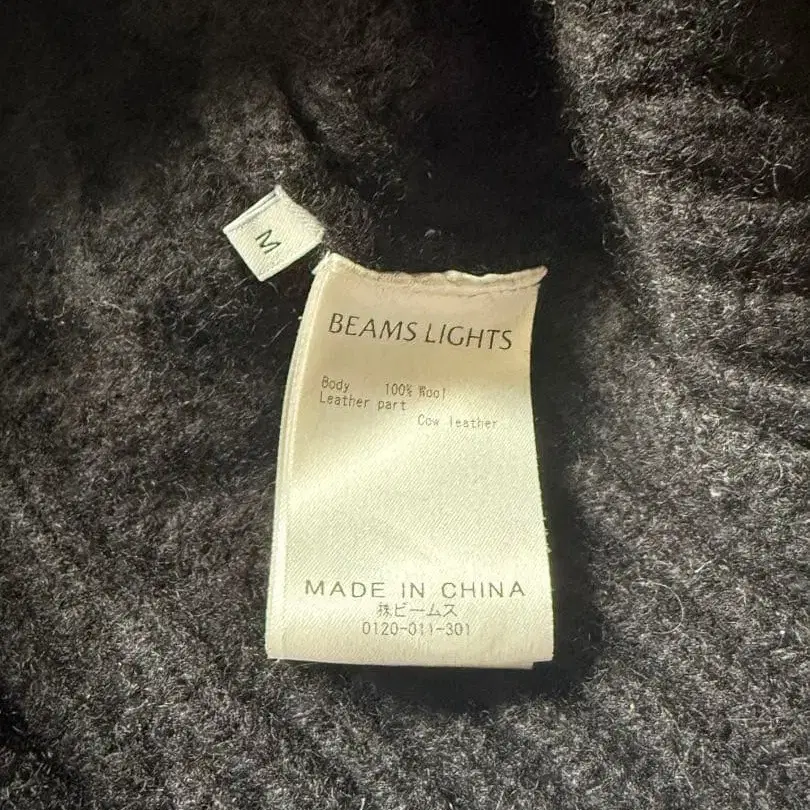 M
BEAMS LIGHTS
Body 100% Wool
Leather part
Cow leather
MADE IN CHINA
㈱ビームス
0120-011-301